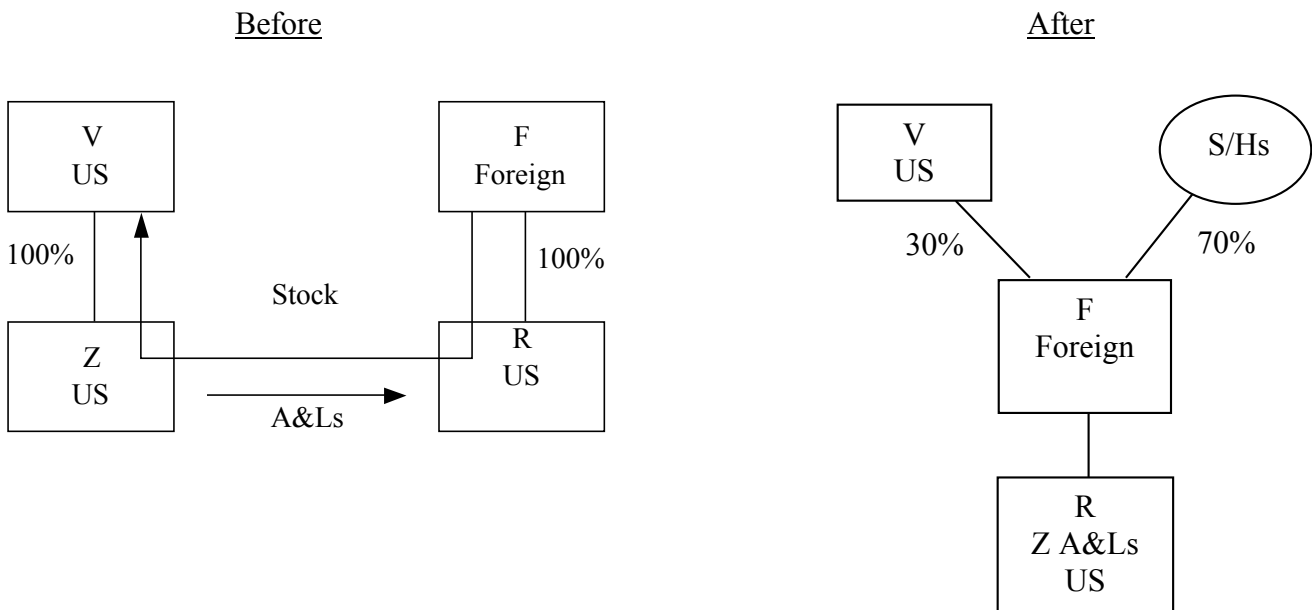 Before
V
US
F
Foreign
100%
100%
Stock
Z
US
R
US
A&Ls
After
V
US
S/Hs
30%
70%
F
Foreign
R
Z A&Ls
US